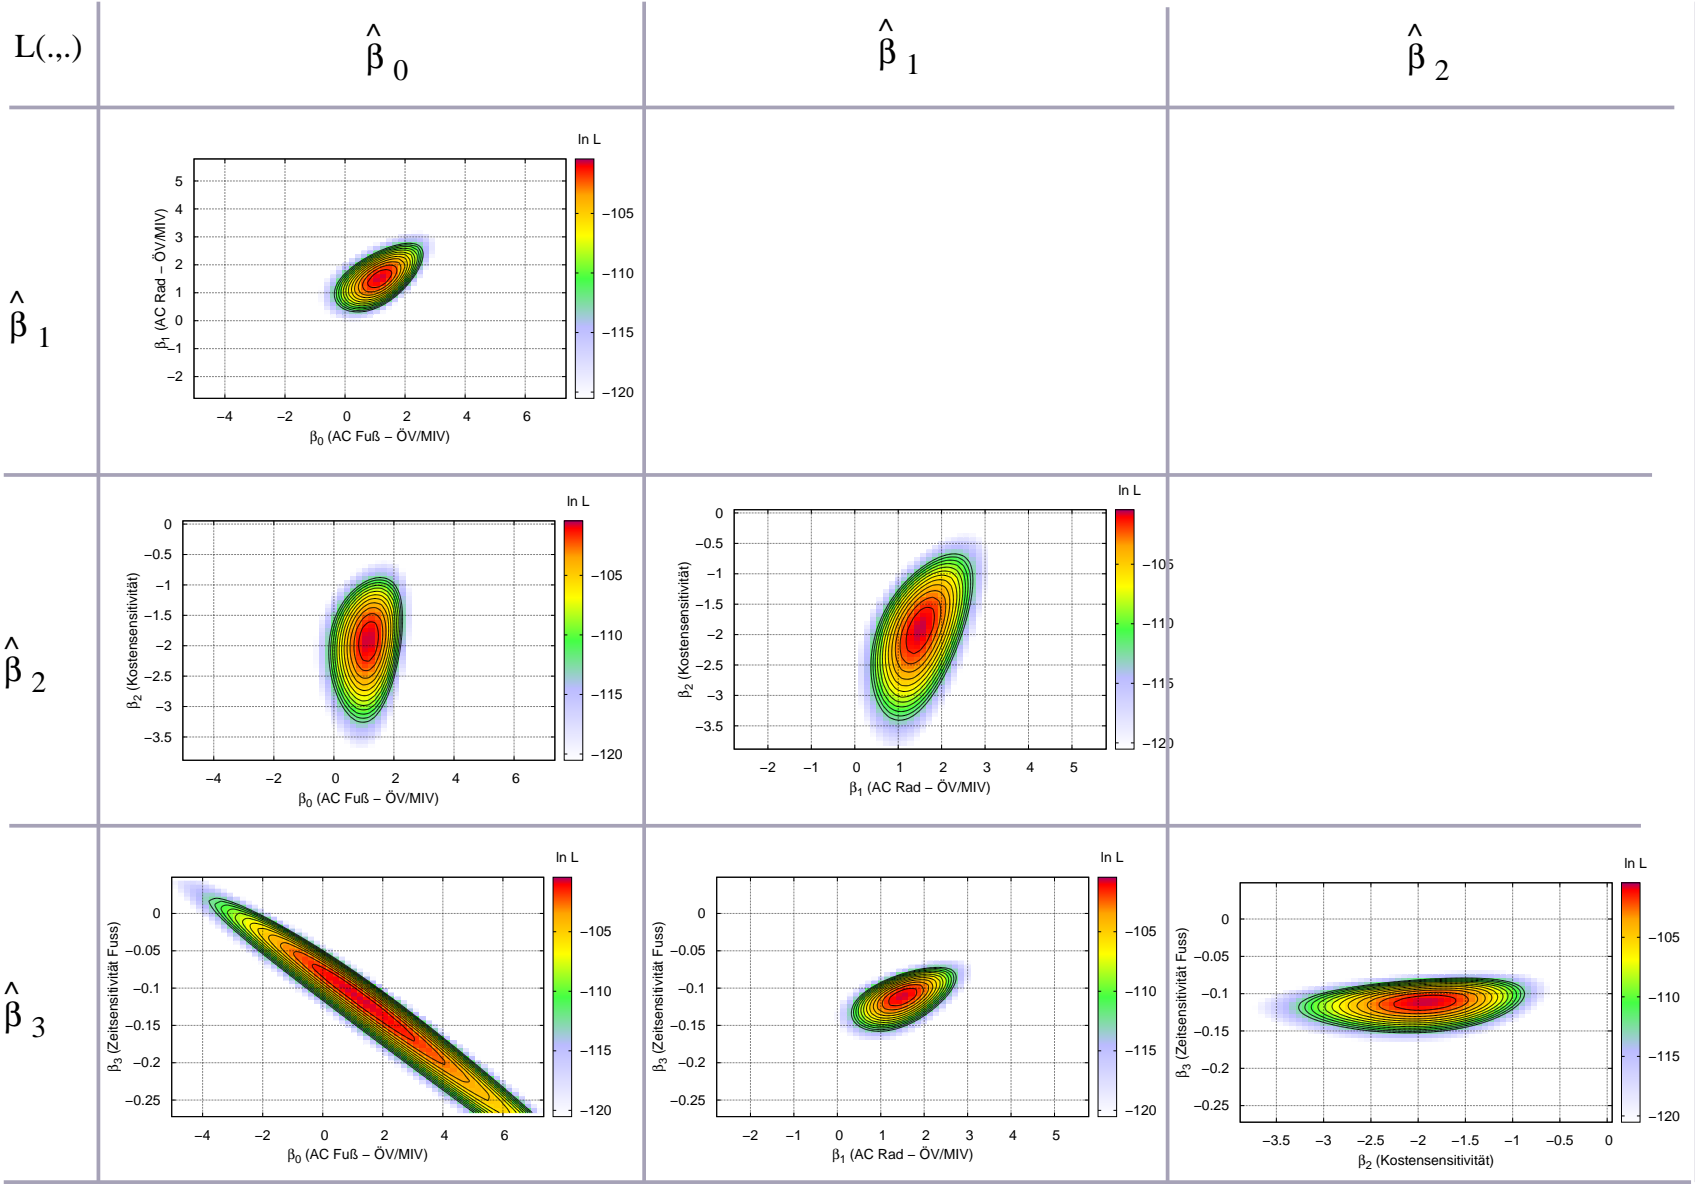 L(.,.)
β̂ 0
β̂ 1
β̂ 2
β̂ 1
ln L
5
4
3
2
1
0
−1
−2
−105
−110
−115
−120
−4 −2 0 2 4 6
β1 (AC Rad − ÖV/MIV)
β0 (AC Fuß − ÖV/MIV)
β̂ 2
ln L
0
−0.5
−1
−1.5
−2
−2.5
−3
−3.5
−105
−110
−115
−120
−4 −2 0 2 4 6
β2 (Kostensensitivität)
β0 (AC Fuß − ÖV/MIV)
ln L
0
−0.5
−1
−1.5
−2
−2.5
−3
−3.5
−105
−110
−115
−120
−2 −1 0 1 2 3 4 5
β2 (Kostensensitivität)
β1 (AC Rad − ÖV/MIV)
β̂ 3
ln L
0
−0.05
−0.1
−0.15
−0.2
−0.25
−105
−110
−115
−120
−4 −2 0 2 4 6
β3 (Zeitsensitivität Fuss)
β0 (AC Fuß − ÖV/MIV)
ln L
0
−0.05
−0.1
−0.15
−0.2
−0.25
−105
−110
−115
−120
−2 −1 0 1 2 3 4 5
β3 (Zeitsensitivität Fuss)
β1 (AC Rad − ÖV/MIV)
ln L
0
−0.05
−0.1
−0.15
−0.2
−0.25
−105
−110
−115
−120
−3.5 −3 −2.5 −2 −1.5 −1 −0.5 0
β3 (Zeitsensitivität Fuss)
β2 (Kostensensitivität)